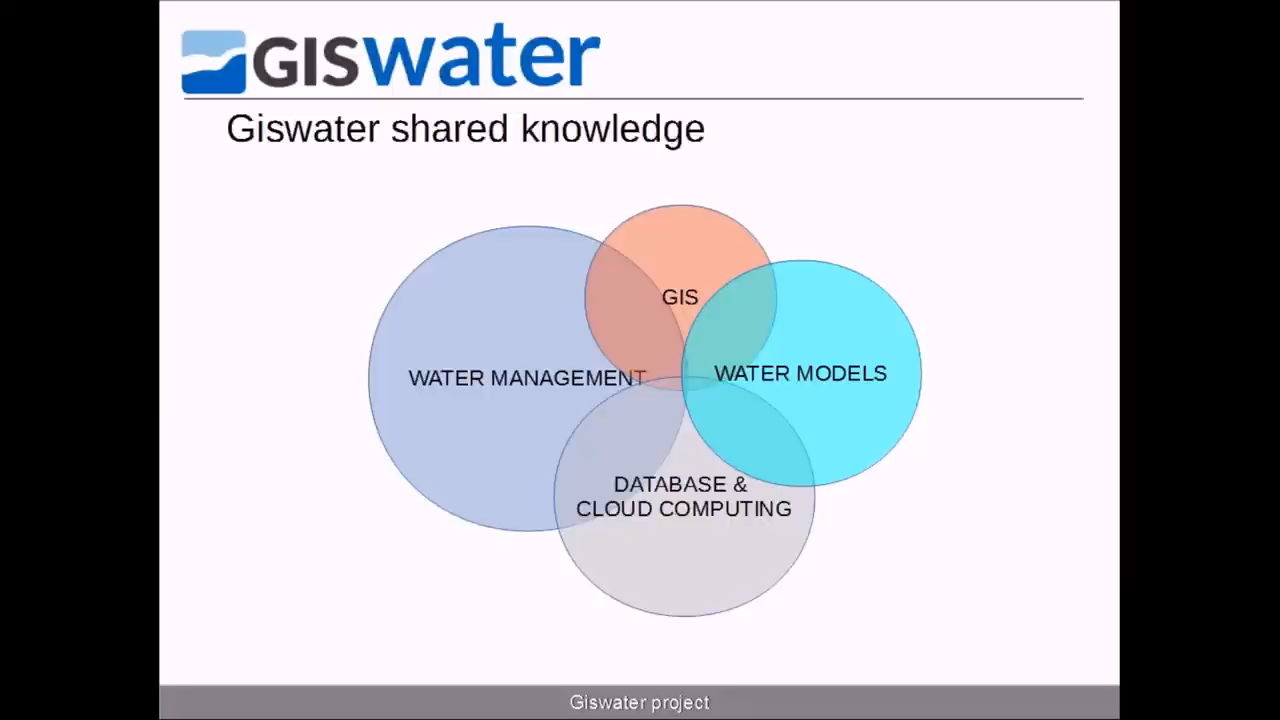 GISwater
Giswater shared knowledge
GIS
WATER MANAGEMENT
WATER MODELS
DATABASE &
CLOUD COMPUTING
Giswater project